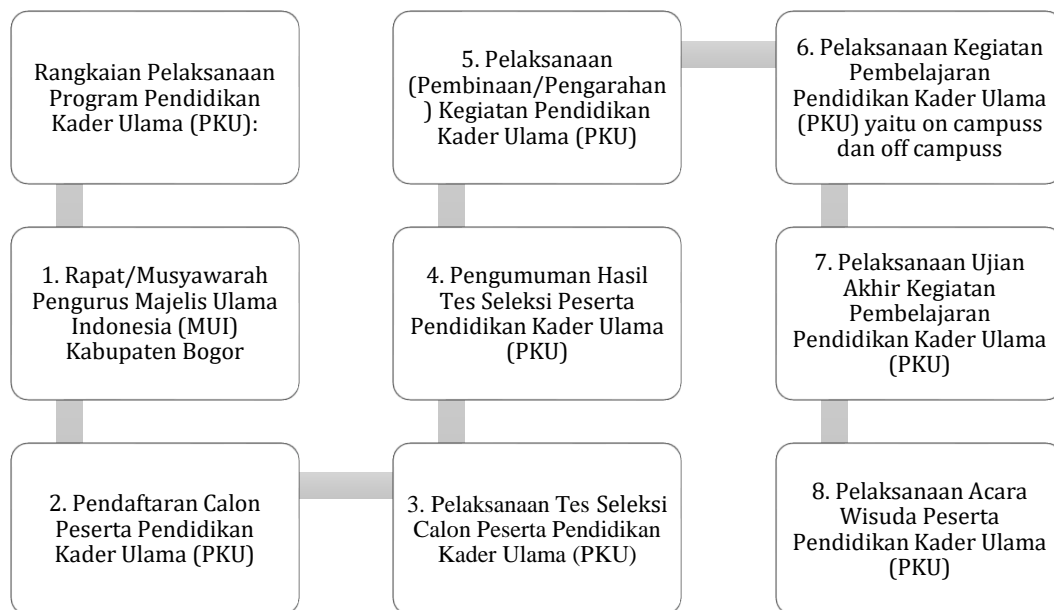 Rangkaian Pelaksanaan
Program Pendidikan
Kader Ulama (PKU):
1. Rapat/Musyawarah
Pengurus Majelis Ulama
Indonesia (MUI)
Kabupaten Bogor
2. Pendaftaran Calon
Peserta Pendidikan
Kader Ulama (PKU)
3. Pelaksanaan Tes Seleksi
Calon Peserta Pendidikan
Kader Ulama (PKU)
4. Pengumuman Hasil
Tes Seleksi Peserta
Pendidikan Kader Ulama
(PKU)
5. Pelaksanaan
(Pembinaan/Pengarahan
) Kegiatan Pendidikan
Kader Ulama (PKU)
6. Pelaksanaan Kegiatan
Pembelajaran
Pendidikan Kader Ulama
(PKU) yaitu on campuss
dan off campuss
7. Pelaksanaan Ujian
Akhir Kegiatan
Pembelajaran
Pendidikan Kader Ulama
(PKU)
8. Pelaksanaan Acara
Wisuda Peserta
Pendidikan Kader Ulama
(PKU)